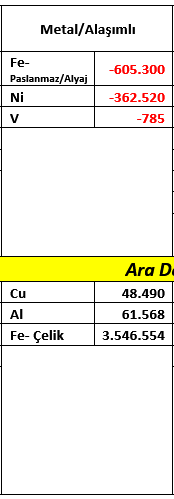 Metal/Alaşımlı
Fe-
Paslanmaz/Alyaj -605.300
Ni -362.520
V -785
Ara
Cu 48.490
Al 61.568
Fe- Çelik 3.546.554